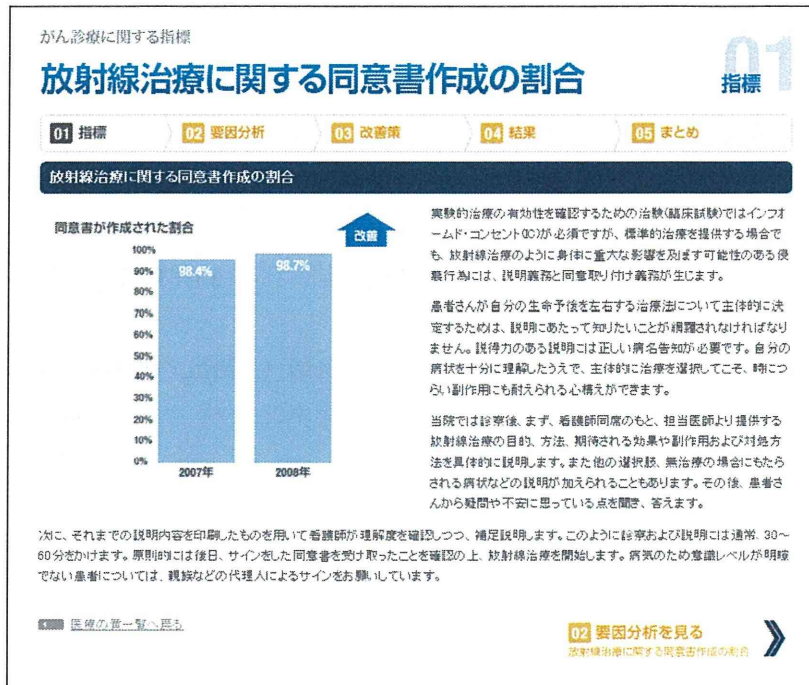 がん診療に関する指標
放射線治療に関する同意書作成の割合
01
指標
01 指標
02 要因分析
03 改善策
04 結果
05 まとめ
放射線治療に関する同意書作成の割合
同意書が作成された割合
改善
100%
90%
80%
70%
60%
50%
40%
30%
20%
10%
0%
98.4%
98.7%
2007年
2008年
実験的治療の有効性を確認するための治験(臨床試験)ではインフォ
ームド・コンセント(IC)が必須ですが、標準的治療を提供する場合で
も、放射線治療のように身体に重大な影響を及ぼす可能性のある侵
襲行為には、説明義務と同意取り付け義務が生じます。
患者さんが自分の生命予後を左右する治療法について主体的に決
定するためは、説明にあたって知りたいことが網羅されなければなり
ません。説得力のある説明には正しい病名告知が必要です。自分の
病状を十分に理解したうえで、主体的に治療を選択してこそ、時につ
らい副作用にも耐えられる心構えができます。
当院では診察後、まず、看護師同席のもと、担当医師より提供する
放射線治療の目的、方法、期待される効果や副作用および対処方
法を具体的に説明します。また他の選択肢、無治療の場合にもたら
される病状などの説明が加えられることもあります。その後、患者さ
んから疑問や不安に思っている点を聞き、答えます。
次に、それまでの説明内容を印刷したものを用いて看護師が理解度を確認しつつ、補足説明します。このように診察および説明には通常、30～
60分をかけます。原則的には後日、サインをした同意書を受け取ったことを確認の上、放射線治療を開始します。病気のため意識レベルが明瞭
でない患者については、親族などの代理人によるサインをお願いしています。
医療の質一覧へ戻る
02 要因分析を見る
放射線治療に関する同意書作成の割合